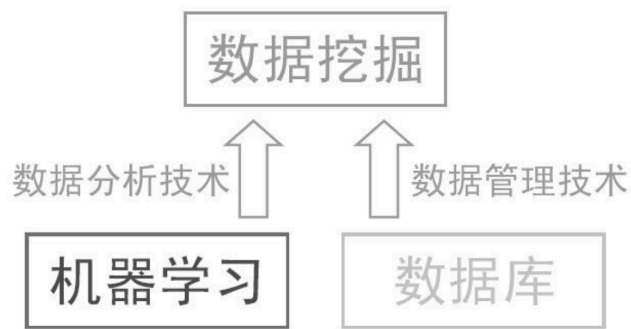 数据挖掘
数据分析技术
数据管理技术
机器学习
数据库